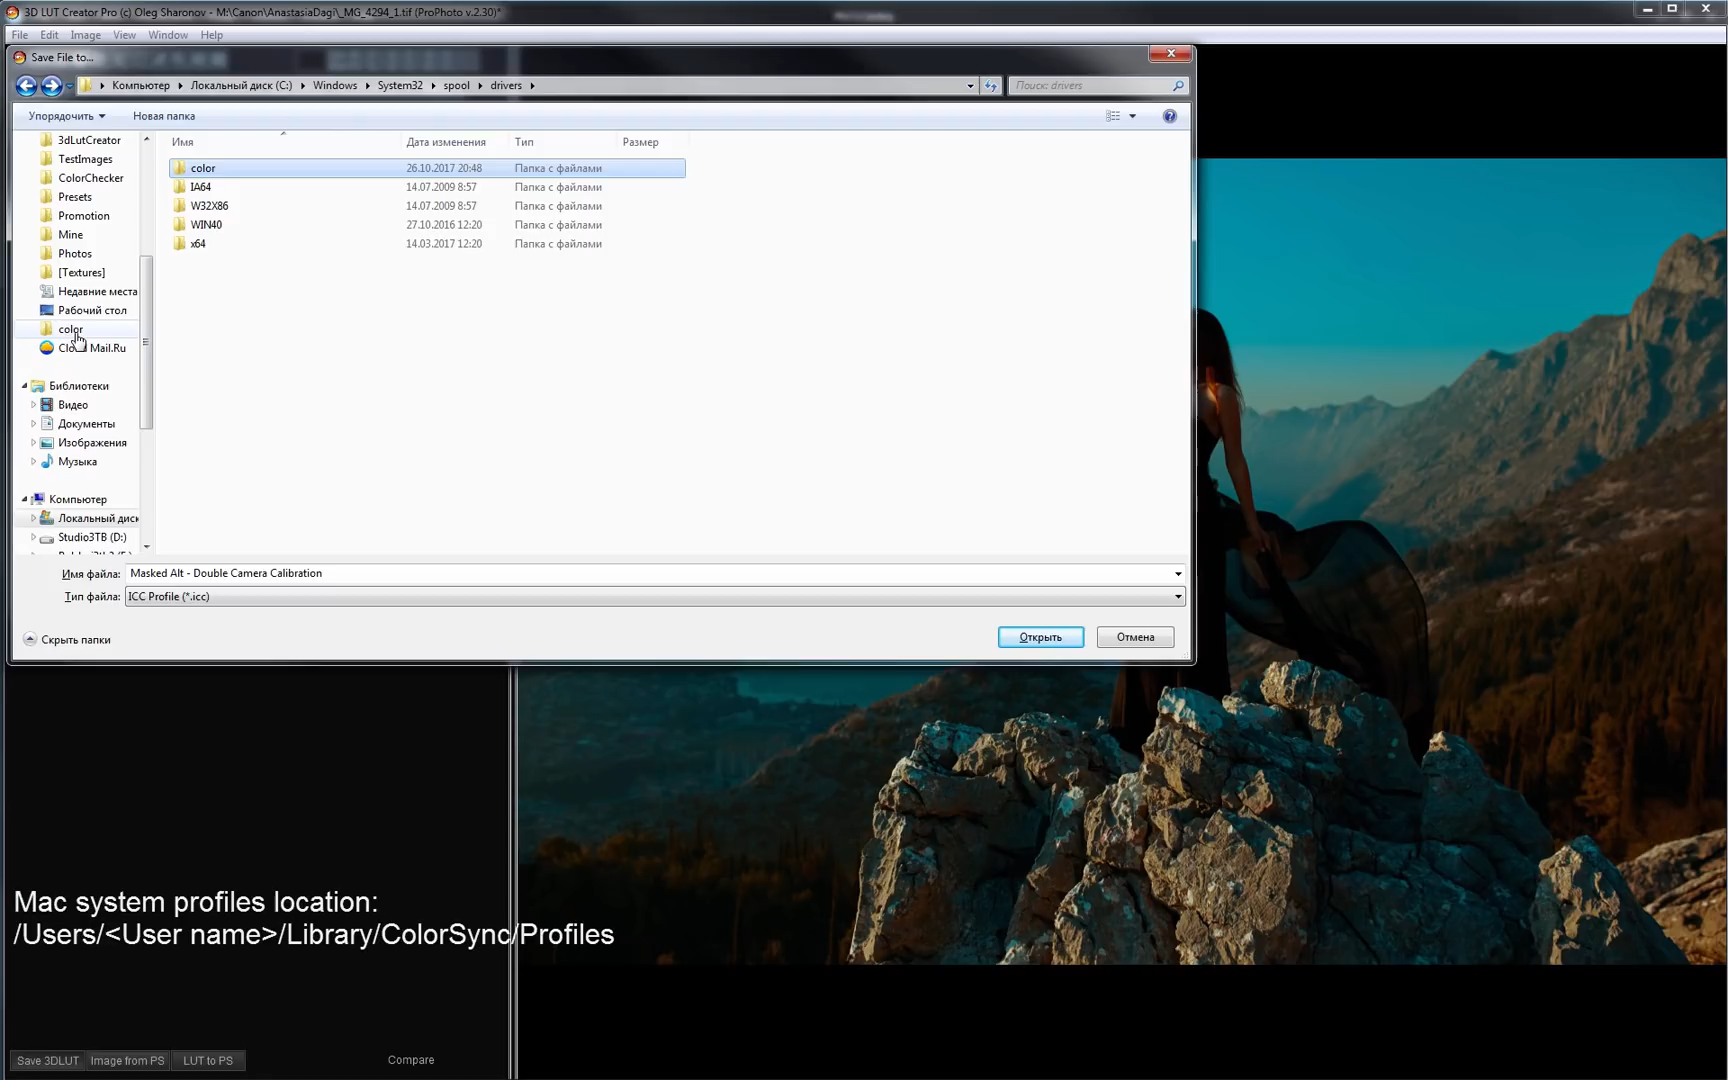 3D LUT Creator Pro (c) Oleg Sharonov - M:\Canon\AnastasiaDagi\_MG_4294_1.tif (ProPhoto v.2.30)*
File Edit Image View Window Help
Save File to...
Компьютер Локальный диск (C:) Windows System32 spool drivers
Поиск: drivers
Упорядочить Новая папка
Имя Дата изменения Тип Размер
color 26.10.2017 20:48 Папка с файлами
IA64 14.07.2009 8:57 Папка с файлами
W32X86 14.07.2009 8:57 Папка с файлами
WIN40 27.10.2016 12:20 Папка с файлами
x64 14.03.2017 12:20 Папка с файлами
3dLutCreator
TestImages
ColorChecker
Presets
Promotion
Mine
Photos
[Textures]
Недавние места
Рабочий стол
color
Mail.Ru
Библиотеки
Видео
Документы
Изображения
Музыка
Компьютер
Локальный диск
Studio3TB (D:)
Имя файла: Masked Alt - Double Camera Calibration
Тип файла: ICC Profile (*.icc)
Скрыть папки
Открыть Отмена
Mac system profiles location:
/Users/<User name>/Library/ColorSync/Profiles
Save 3DLUT Image from PS LUT to PS Compare